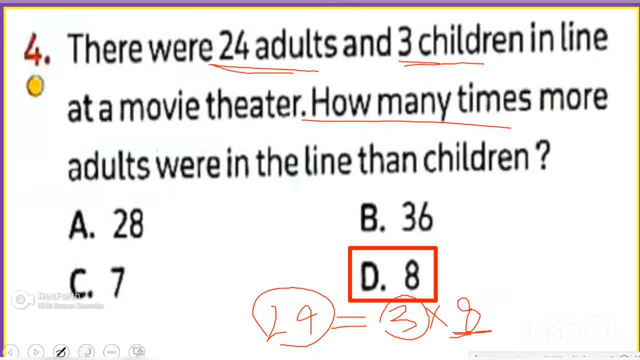 4. There were 24 adults and 3 children in line
at a movie theater. How many times more
adults were in the line than children ?
A. 28 B. 36
C. 7 D. 8
24 = 3 × 8